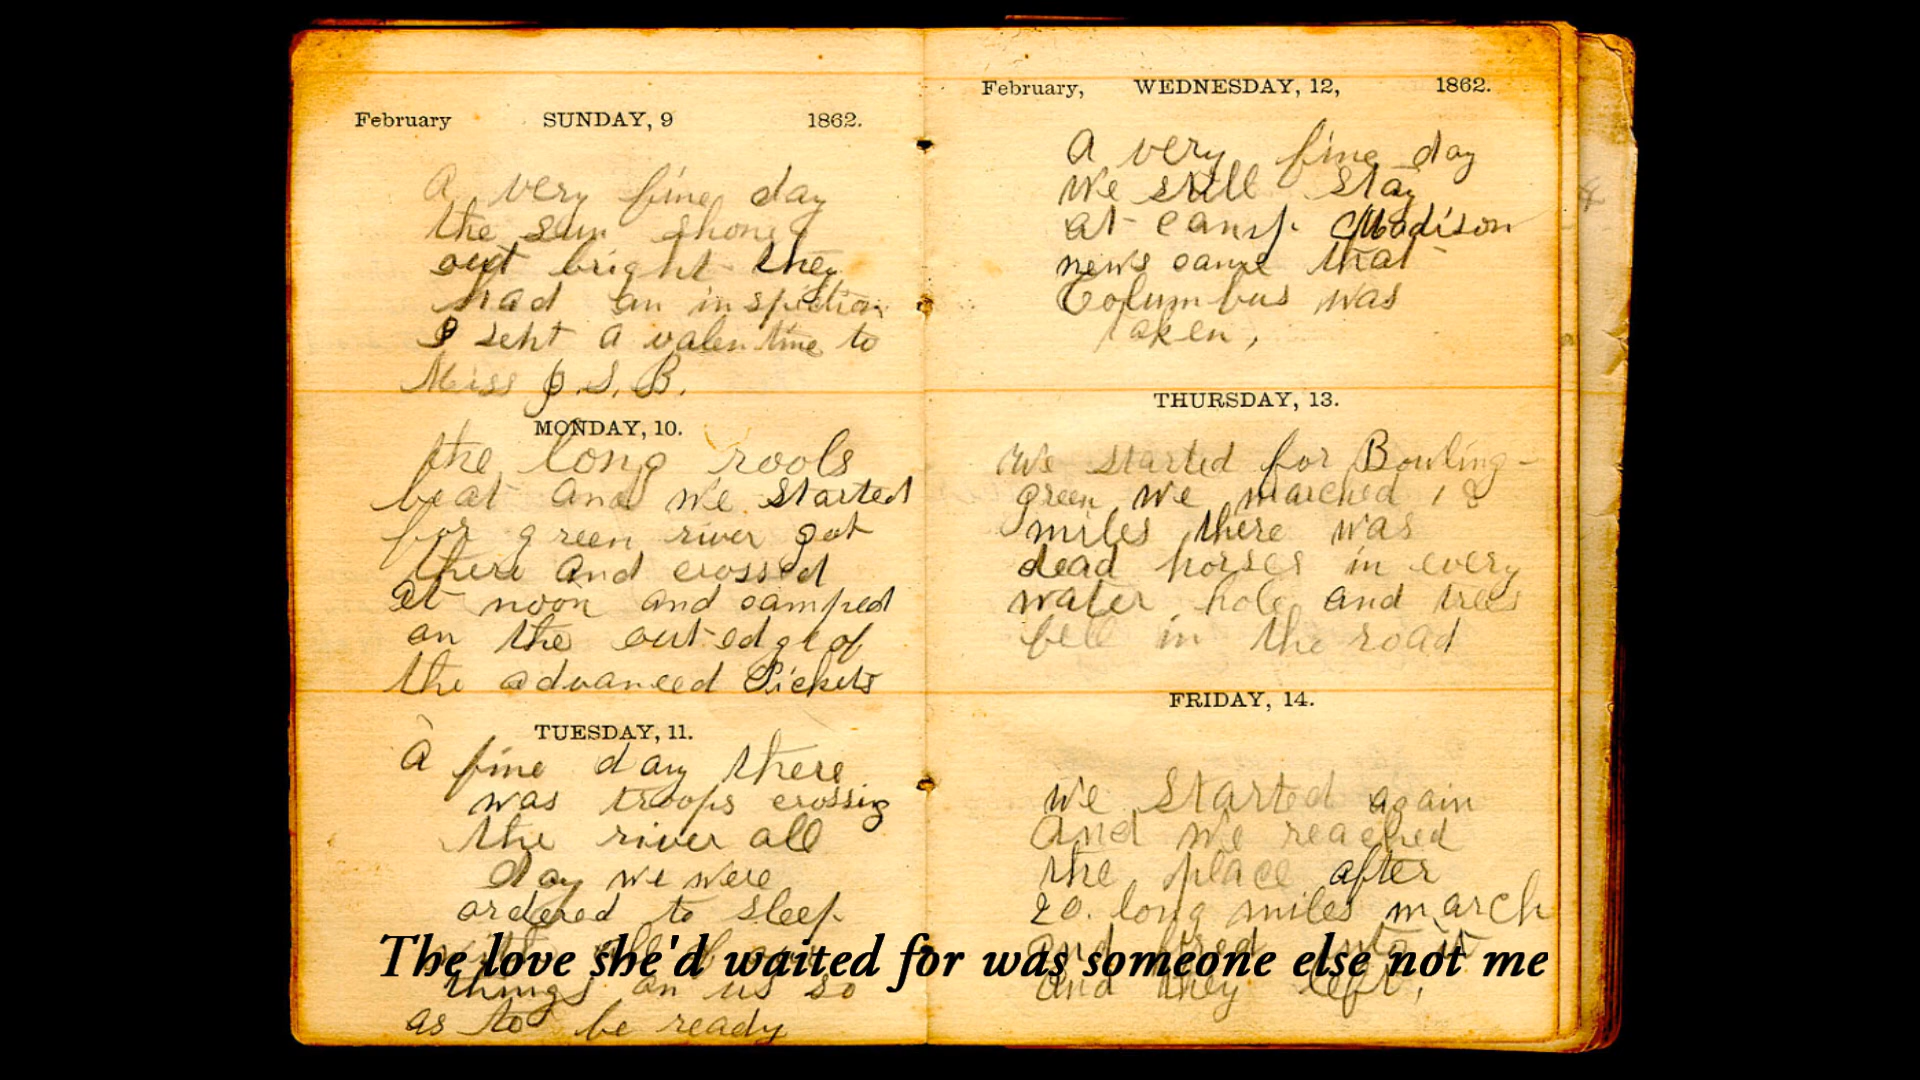 February SUNDAY, 9 1862.
A very fine day
the sun shone
out bright they
had an inspection
I sent a valentine to
Miss J. S. B.
MONDAY, 10.
the long rools
beat and we started
for green river got
there and crossed
at noon and camped
on the out edge of
the advanced Pickets
TUESDAY, 11.
A fine day there
was troops crossing
the river all
day we were
ordered to sleep
things on us so
as to be ready
February, WEDNESDAY, 12, 1862.
A very fine day
We still stay
at camp. Madison
news came that
Columbus was
taken,
THURSDAY, 13.
We started for Bowling-
green we marched 18
miles there was
dead horses in every
water hole and trees
fell in the road
FRIDAY, 14.
we started again
and we reached
the place after
20. long miles march
and fired into it
and they left,
The love she'd waited for was someone else not me